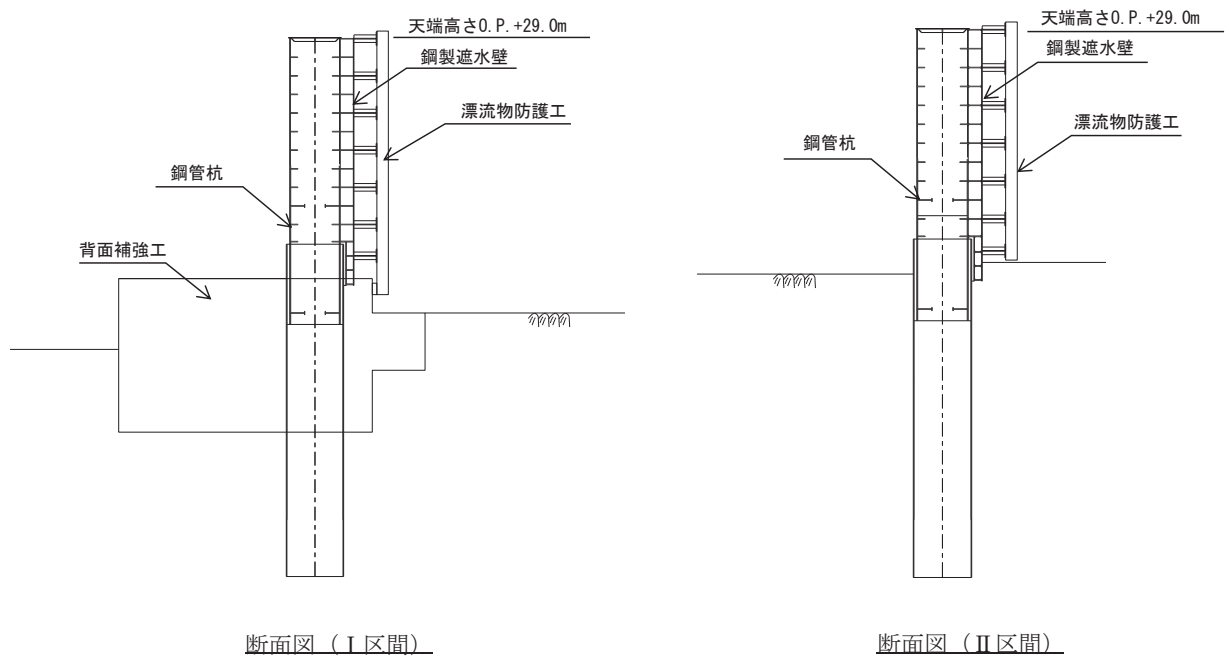 天端高さO.P.+29.0m
鋼製遮水壁
漂流物防護工
鋼管杭
背面補強工
断面図（Ⅰ区間）
天端高さO.P.+29.0m
鋼製遮水壁
漂流物防護工
鋼管杭
断面図（Ⅱ区間）